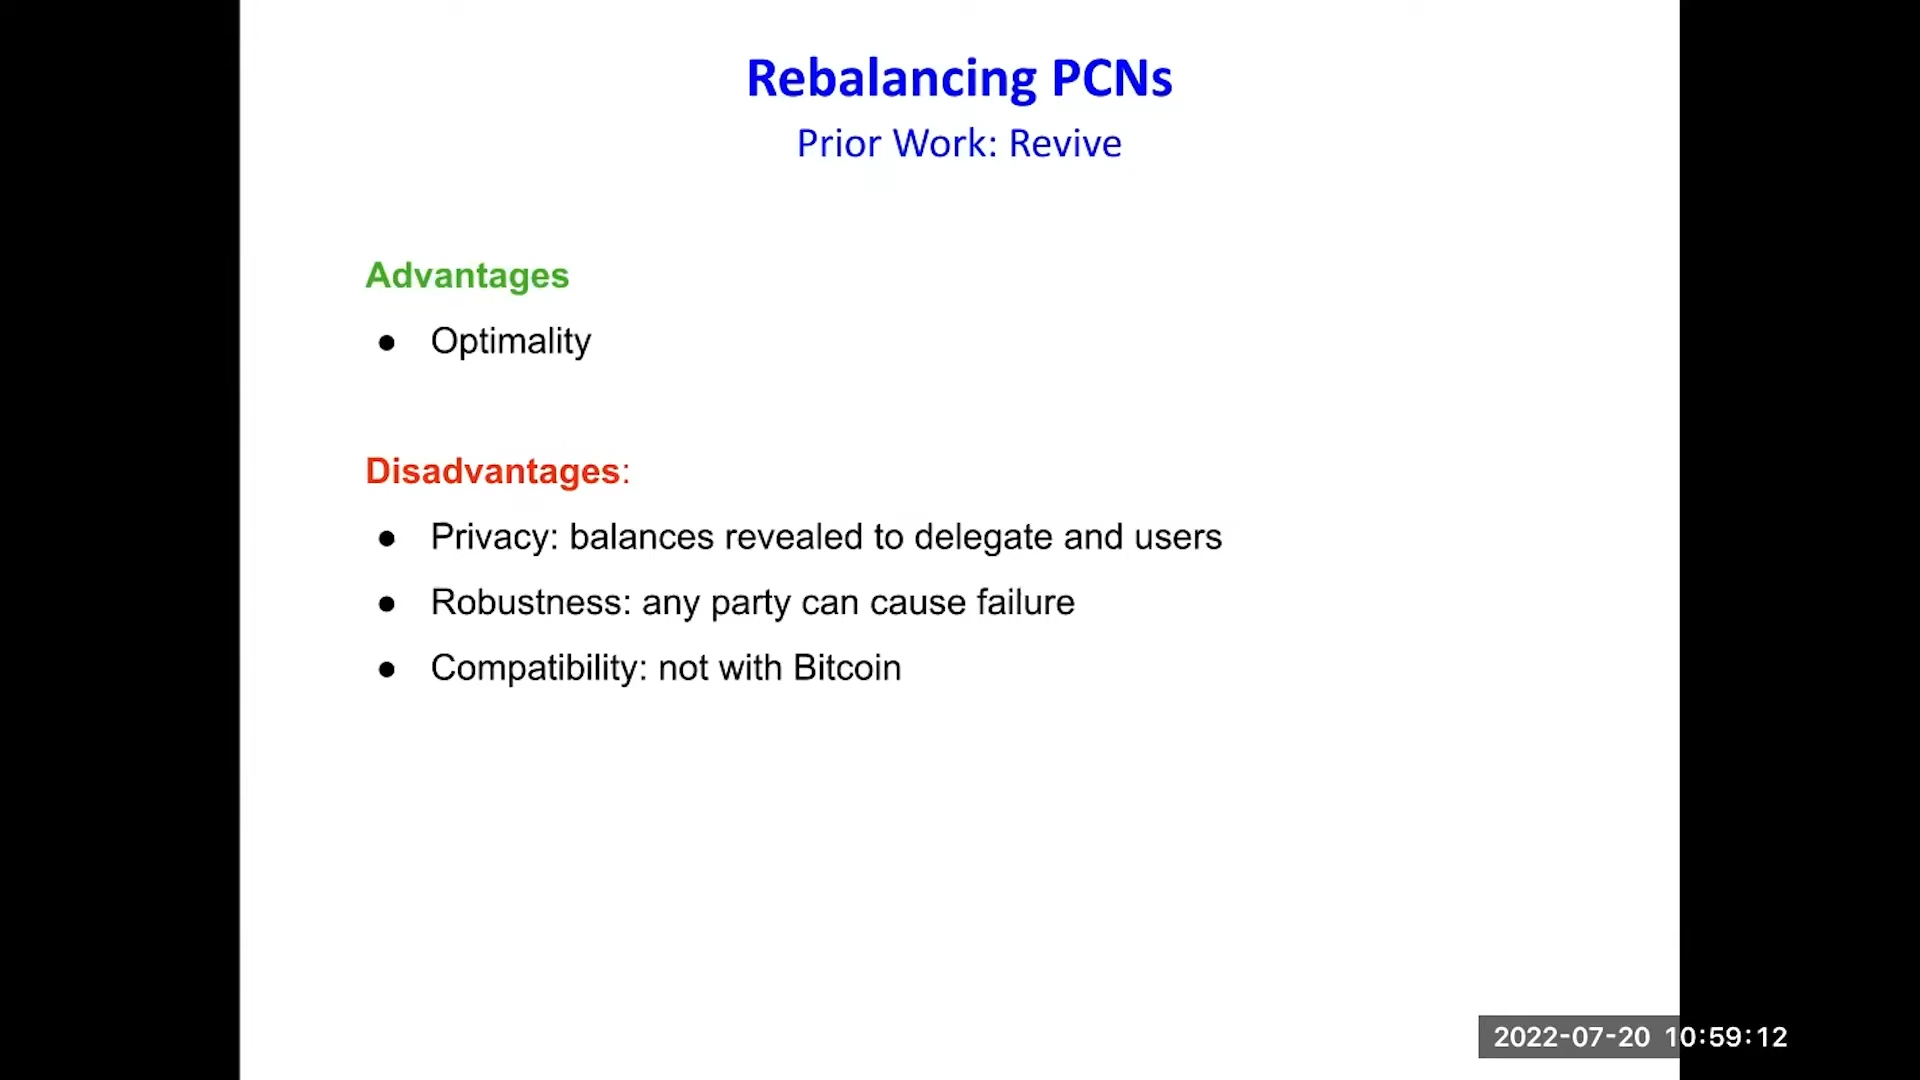 Rebalancing PCNs
Prior Work: Revive
Advantages
● Optimality
Disadvantages:
● Privacy: balances revealed to delegate and users
● Robustness: any party can cause failure
● Compatibility: not with Bitcoin
2022-07-20 10:59:12